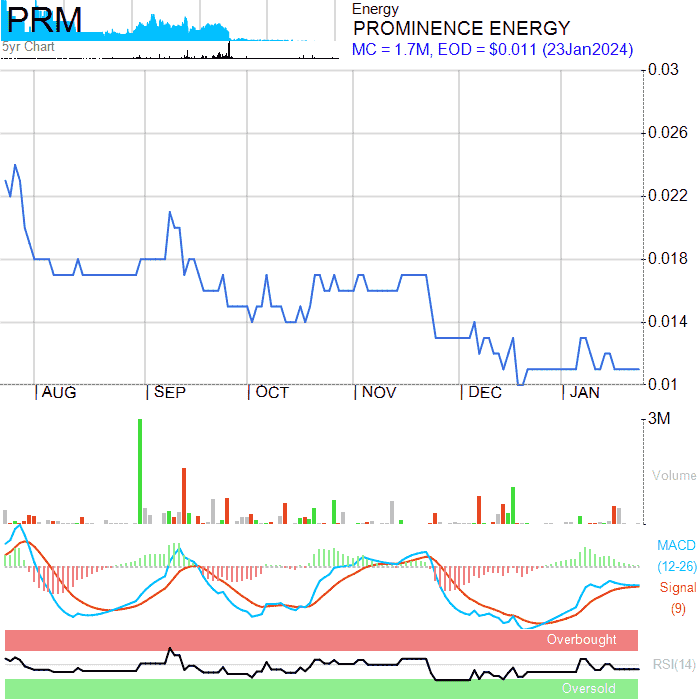 PRM
5yr Chart
Energy
PROMINENCE ENERGY
MC = 1.7M, EOD = $0.011 (23Jan2024)
0.03
0.026
0.022
0.018
0.014
0.01
AUG
SEP
OCT
NOV
DEC
JAN
3M
Volume
MACD
(12-26)
Signal
(9)
Overbought
RSI(14)
Oversold